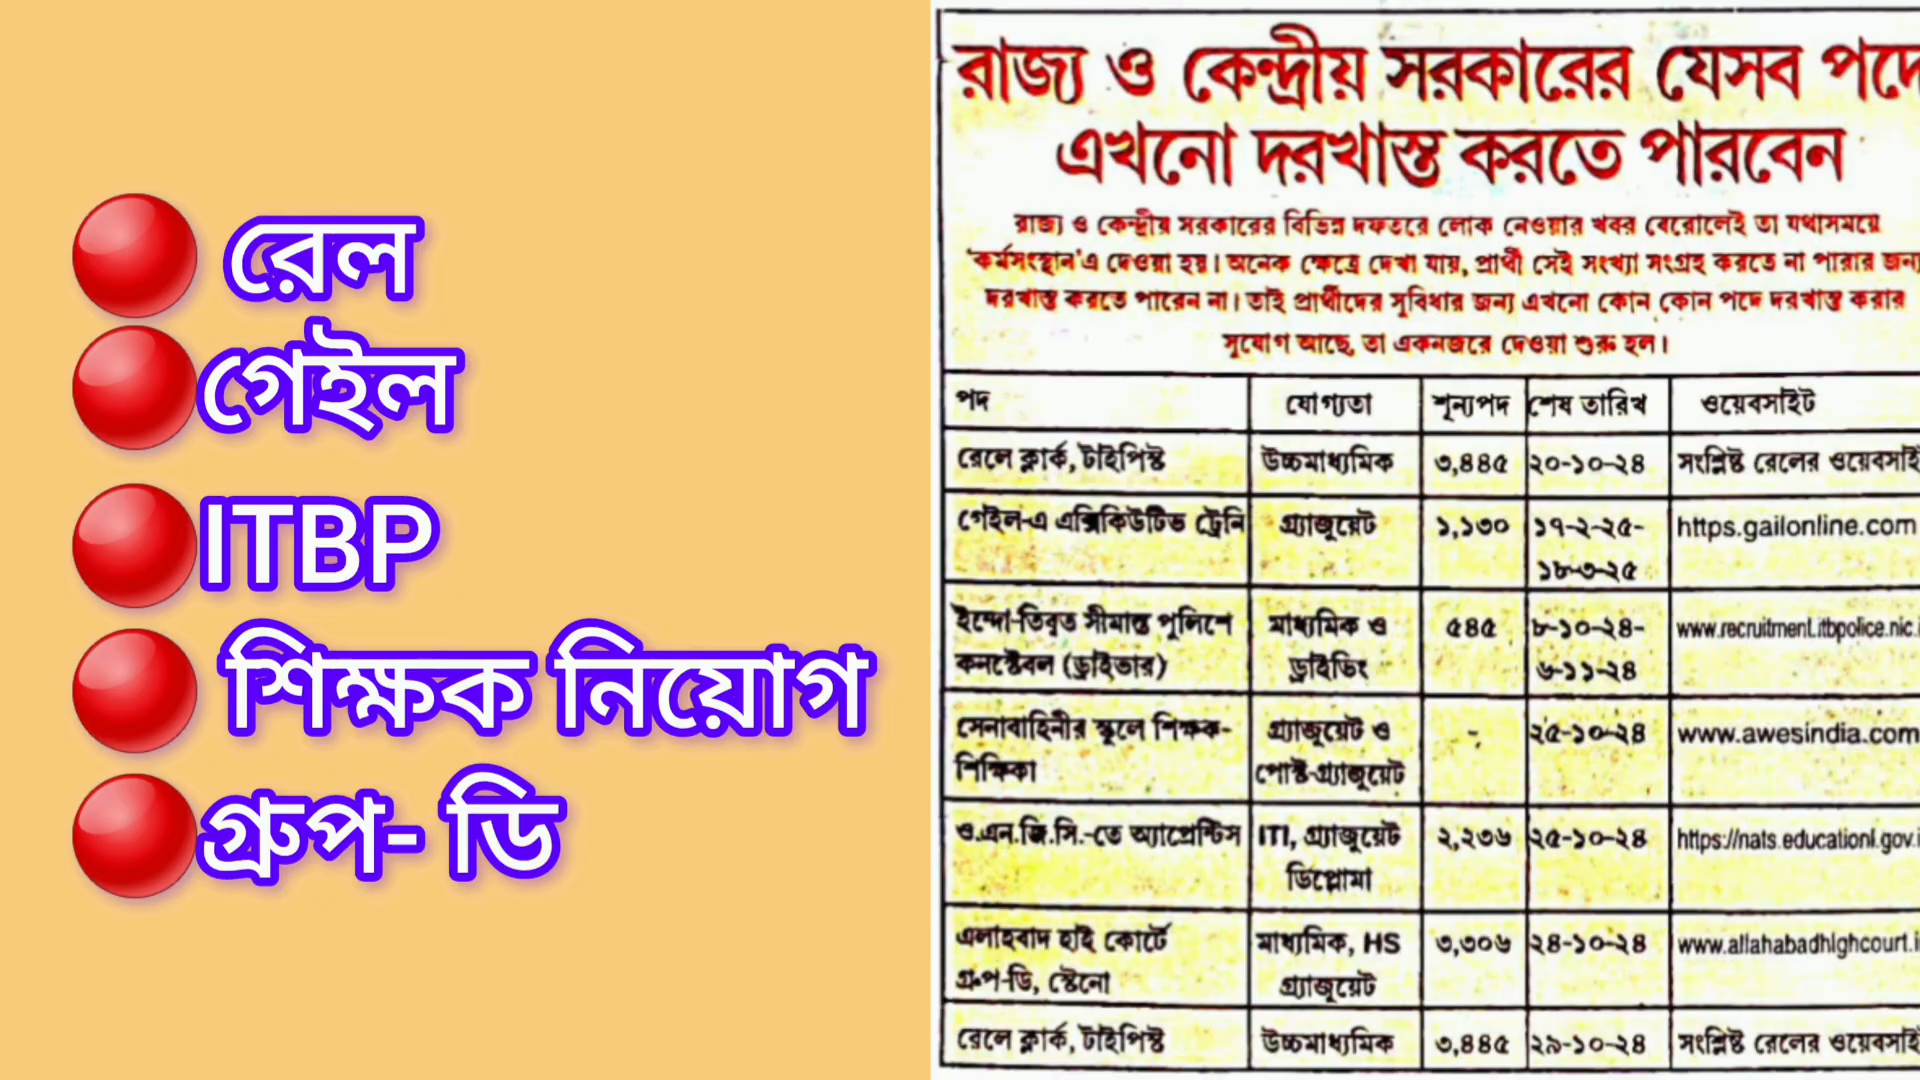 রেল
গেইল
ITBP
শিক্ষক নিয়োগ
গ্রুপ- ডি
রাজ্য ও কেন্দ্রীয় সরকারের যেসব পদে
এখনো দরখাস্ত করতে পারবেন
রাজ্য ও কেন্দ্রীয় সরকারের বিভিন্ন দফতরে লোক নেওয়ার খবর বেরোলেই তা যথাসময়ে
'কর্মসংস্থান'এ দেওয়া হয়। অনেক ক্ষেত্রে দেখা যায়, প্রার্থী সেই সংখ্যা সংগ্রহ করতে না পারার জন্য
দরখাস্ত করতে পারেন না। তাই প্রার্থীদের সুবিধার জন্য এখনো কোন কোন পদে দরখাস্ত করার
সুযোগ আছে, তা একনজরে দেওয়া শুরু হল।
পদ যোগ্যতা শূন্যপদ শেষ তারিখ ওয়েবসাইট
রেলে ক্লার্ক, টাইপিস্ট উচ্চমাধ্যমিক ৩,৪৪৫ ২০-১০-২৪ সংশ্লিষ্ট রেলের ওয়েবসাই
গেইল-এ এক্সিকিউটিভ ট্রেনি গ্র্যাজুয়েট ১,১৩০ ১৭-২-২৫- https.gailonline.com
১৮-৩-২৫
ইন্দো-তিব্বত সীমান্ত পুলিশে মাধ্যমিক ও ৫৪৫ ৮-১০-২৪- www.recruitment.itbpolice.nic.i
কনস্টেবল (ড্রাইভার) ড্রাইভিং ৬-১১-২৪
সেনাবাহিনীর স্কুলে শিক্ষক- গ্র্যাজুয়েট ও - ২৫-১০-২৪ www.awesindia.com
শিক্ষিকা পোস্ট-গ্র্যাজুয়েট
ও.এন.জি.সি.-তে অ্যাপ্রেন্টিস ITI, গ্র্যাজুয়েট ২,২৩৬ ২৫-১০-২৪ https://nats.educationl.gov.i
ডিপ্লোমা
এলাহবাদ হাই কোর্টে মাধ্যমিক, HS ৩,৩০৬ ২৪-১০-২৪ www.allahabadhighcourt.i
গ্রুপ-ডি, স্টেনো গ্র্যাজুয়েট
রেলে ক্লার্ক, টাইপিস্ট উচ্চমাধ্যমিক ৩,৪৪৫ ২৯-১০-২৪ সংশ্লিষ্ট রেলের ওয়েবসাই